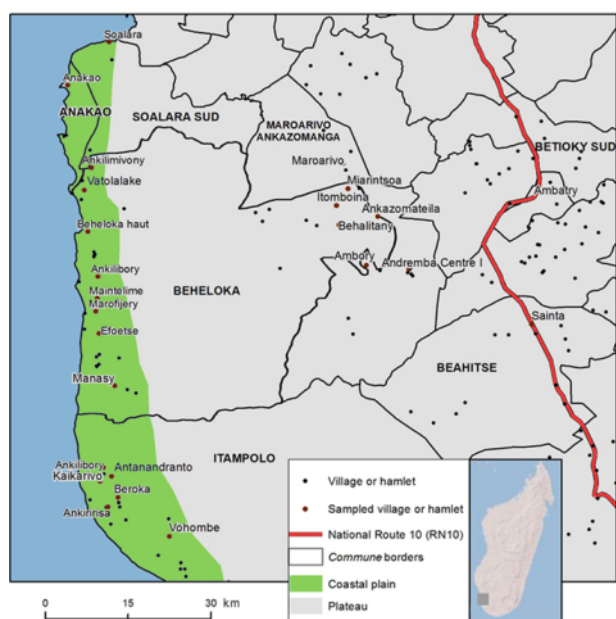 Soalara
Anakao
ANAKAO
SOALARA SUD
MAROARIVO
ANKAZOMANGA
BETIOKY SUD
Ankilimivony
Maroarivo
Vatolalake
Miarintsoa
Ambatry
Itomboina
Ankazomateila
Beheloka haut
Behalitany
Ambory
Andremba Centre I
Ankilibory
BEHELOKA
Maintelime
Marofijery
Sainta
Efoetse
BEAHITSE
Manasy
ITAMPOLO
Ankilibory
Antanandranto
Kaikarivo
Beroka
Ankiririsa
Vohombe
Village or hamlet
Sampled village or hamlet
National Route 10 (RN10)
Commune borders
Coastal plain
Plateau
0 15 30 km